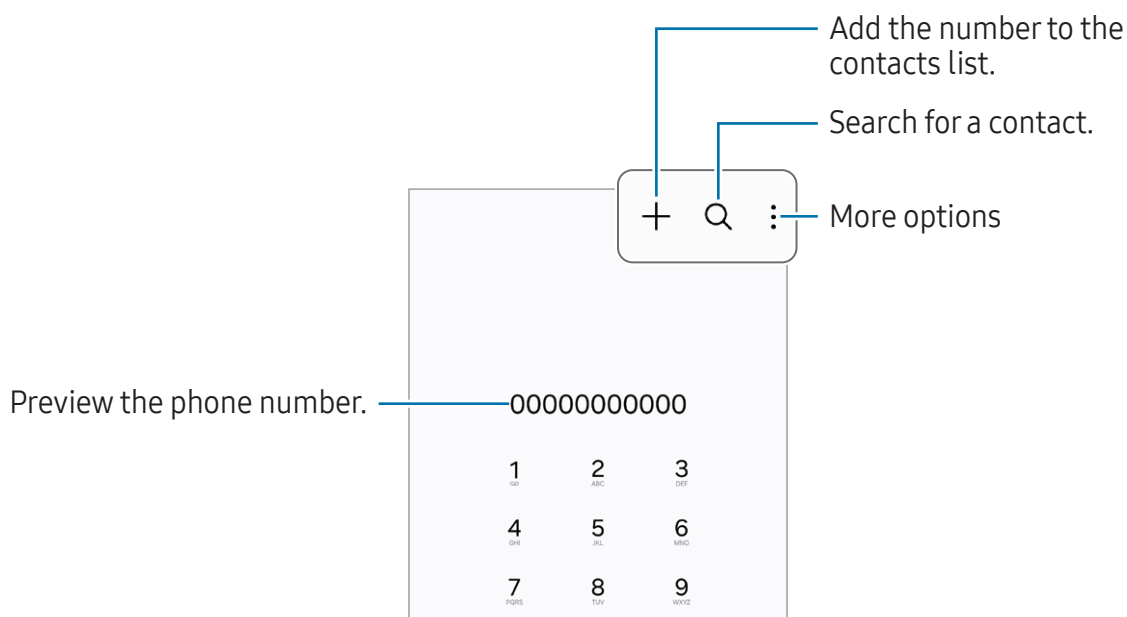 Add the number to the
contacts list.
Search for a contact.
More options
Preview the phone number.
00000000000
1 2 3
ABC DEF
4 5 6
GHI JKL MNO
7 8 9
PQRS TUV WXYZ